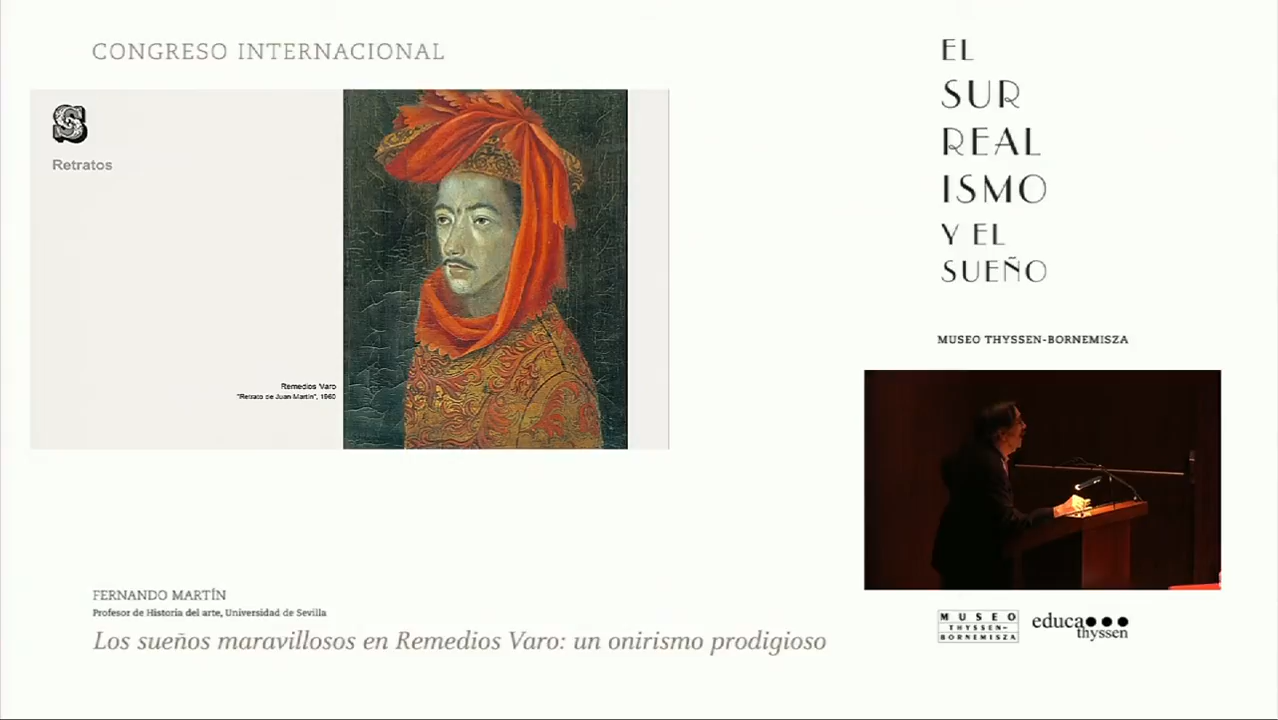 CONGRESO INTERNACIONAL
S
Retratos
Remedios Varo
"Retrato de Juan Martín", 1960
EL
SUR
REAL
ISMO
Y EL
SUEÑO
MUSEO THYSSEN-BORNEMISZA
FERNANDO MARTÍN
Profesor de Historia del arte, Universidad de Sevilla
Los sueños maravillosos en Remedios Varo: un onirismo prodigioso
MUSEO
THYSSEN-
BORNEMISZA
educa
thyssen